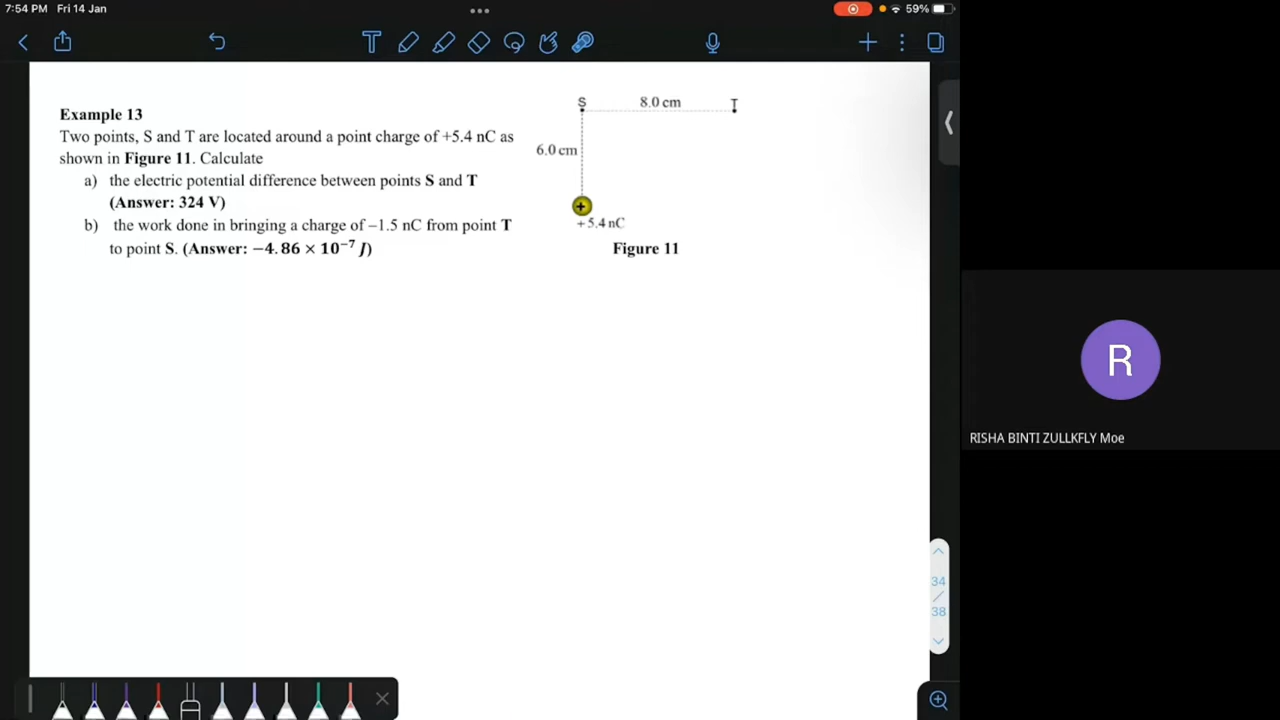 7:54 PM Fri 14 Jan
59%
T
Example 13
Two points, S and T are located around a point charge of +5.4 nC as
shown in Figure 11. Calculate
a) the electric potential difference between points S and T
(Answer: 324 V)
b) the work done in bringing a charge of −1.5 nC from point T
to point S. (Answer: −4.86 × 10⁻⁷ J)
S 8.0 cm T
6.0 cm
+
+5.4 nC
Figure 11
34
/
38
R
RISHA BINTI ZULLKFLY Moe